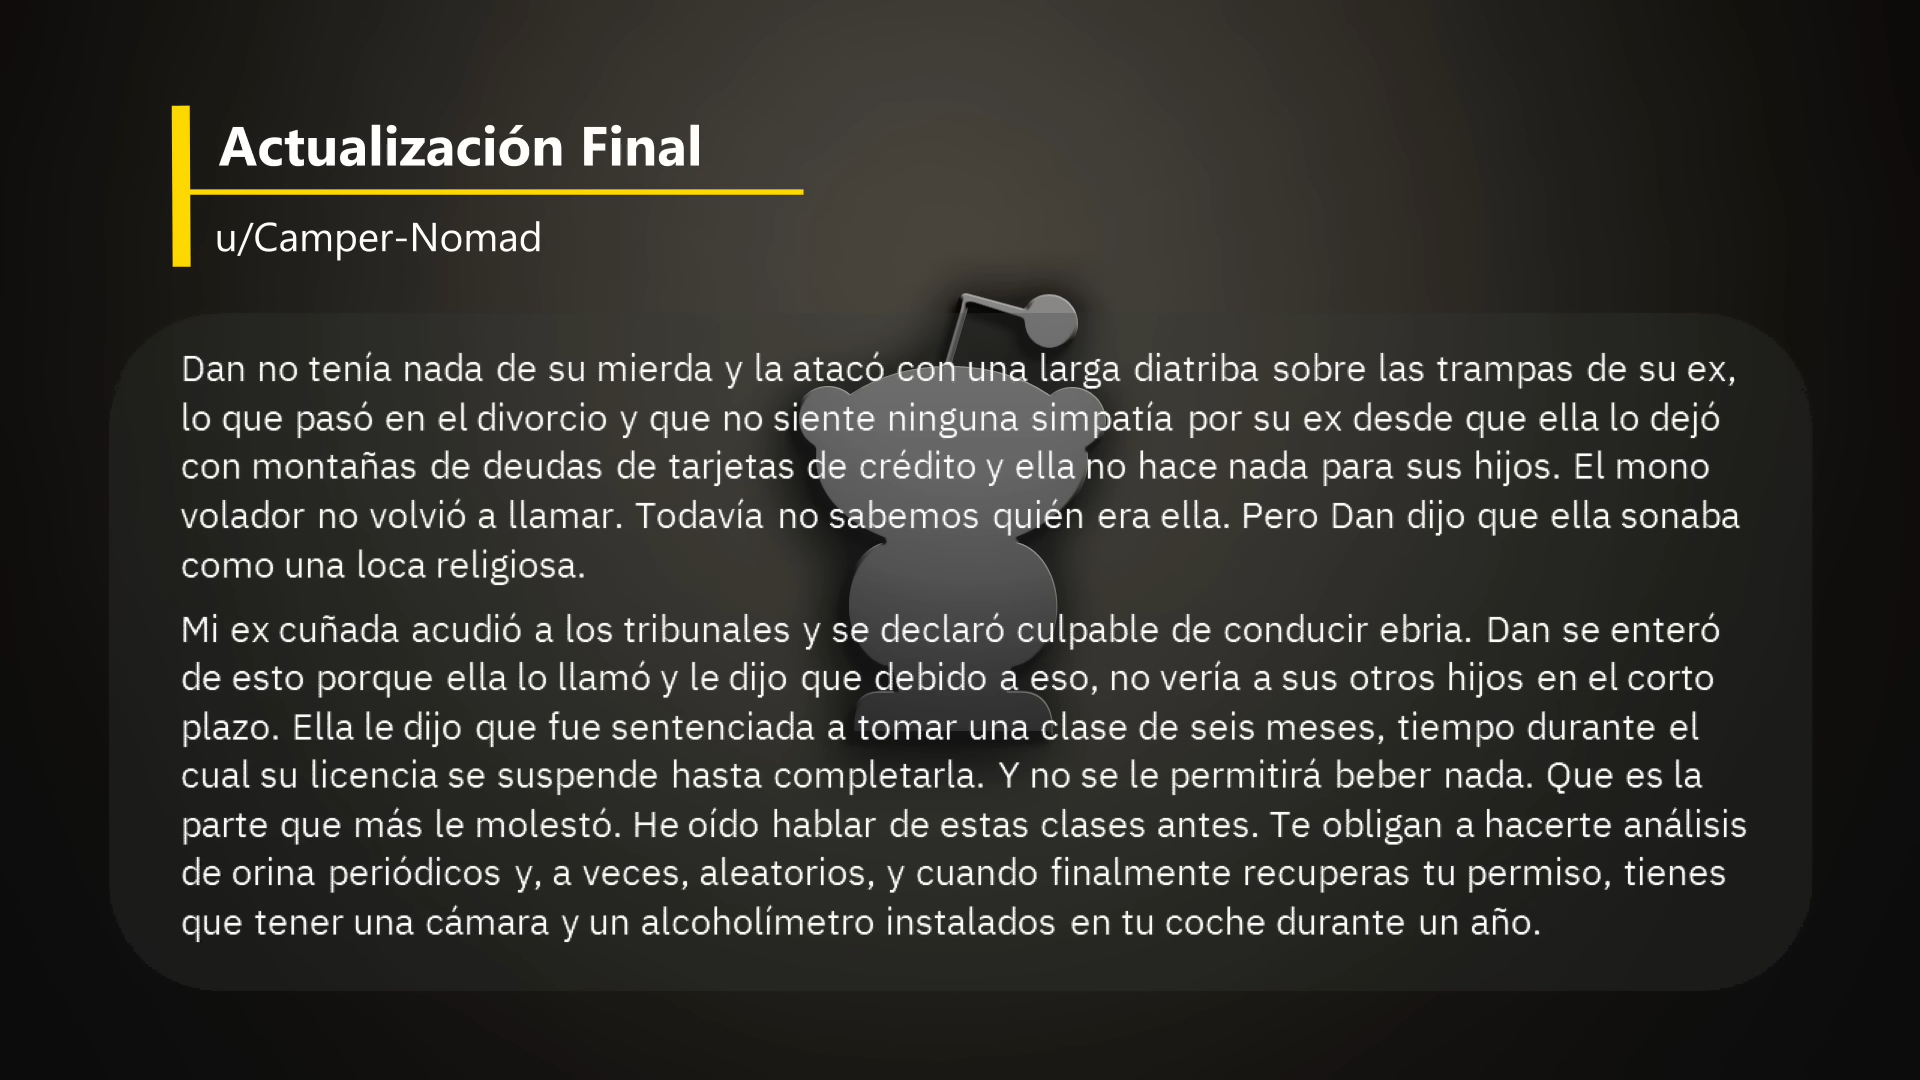 Actualización Final
u/Camper-Nomad
Dan no tenía nada de su mierda y la atacó con una larga diatriba sobre las trampas de su ex,
lo que pasó en el divorcio y que no siente ninguna simpatía por su ex desde que ella lo dejó
con montañas de deudas de tarjetas de crédito y ella no hace nada para sus hijos. El mono
volador no volvió a llamar. Todavía no sabemos quién era ella. Pero Dan dijo que ella sonaba
como una loca religiosa.
Mi ex cuñada acudió a los tribunales y se declaró culpable de conducir ebria. Dan se enteró
de esto porque ella lo llamó y le dijo que debido a eso, no vería a sus otros hijos en el corto
plazo. Ella le dijo que fue sentenciada a tomar una clase de seis meses, tiempo durante el
cual su licencia se suspende hasta completarla. Y no se le permitirá beber nada. Que es la
parte que más le molestó. He oído hablar de estas clases antes. Te obligan a hacerte análisis
de orina periódicos y, a veces, aleatorios, y cuando finalmente recuperas tu permiso, tienes
que tener una cámara y un alcoholímetro instalados en tu coche durante un año.